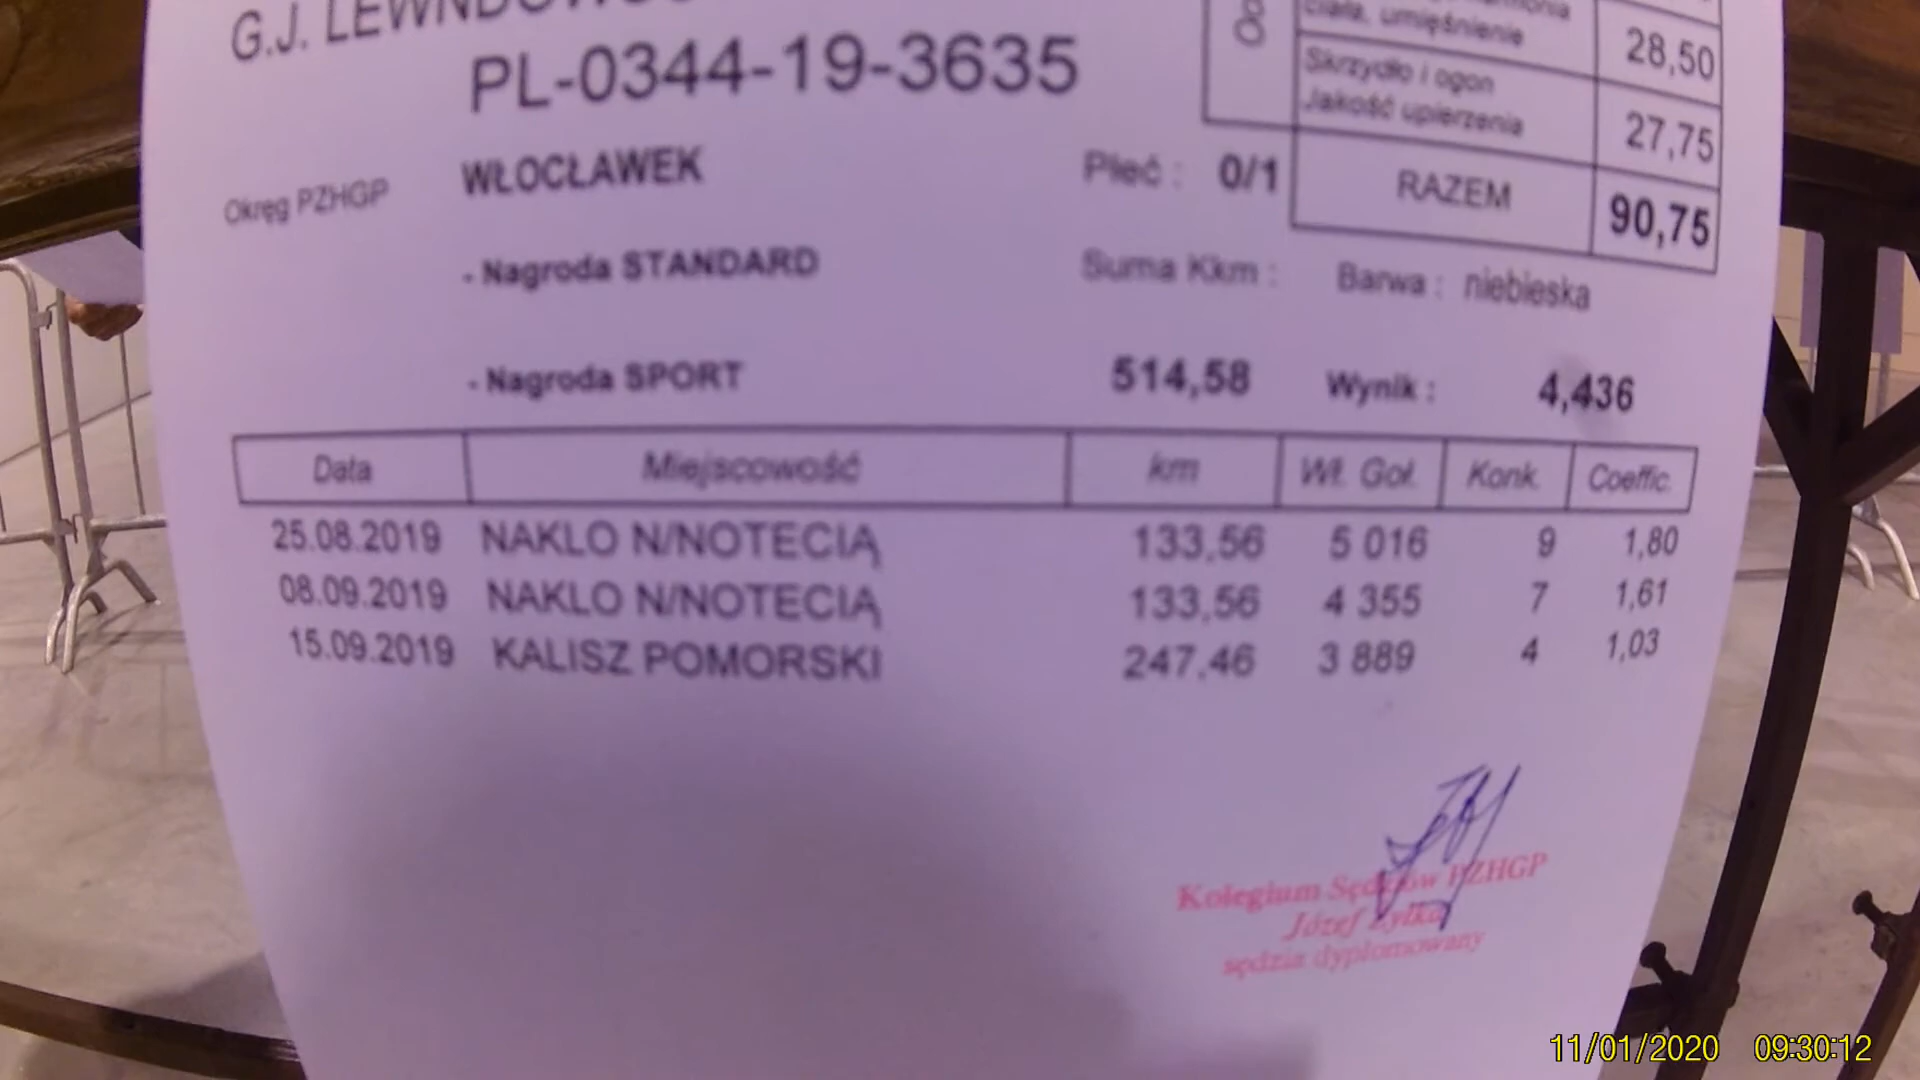 G.J.
PL-0344-19-3635
ciała, umięśnienie 28,50
Skrzydło i ogon
Jakość upierzenia 27,75
RAZEM 90,75
Okręg PZHGP WŁOCŁAWEK Płeć : 0/1
- Nagroda STANDARD Suma Kkm : Barwa : niebieska
- Nagroda SPORT 514,58 Wynik : 4,436
Data Miejscowość km Wł. Goł. Konk. Coeffic.
25.08.2019 NAKLO N/NOTECIĄ 133,56 5 016 9 1,80
08.09.2019 NAKLO N/NOTECIĄ 133,56 4 355 7 1,61
15.09.2019 KALISZ POMORSKI 247,46 3 889 4 1,03
Kolegium Sędziów PZHGP
Józef
sędzia dyplomowany
11/01/2020 09:30:12